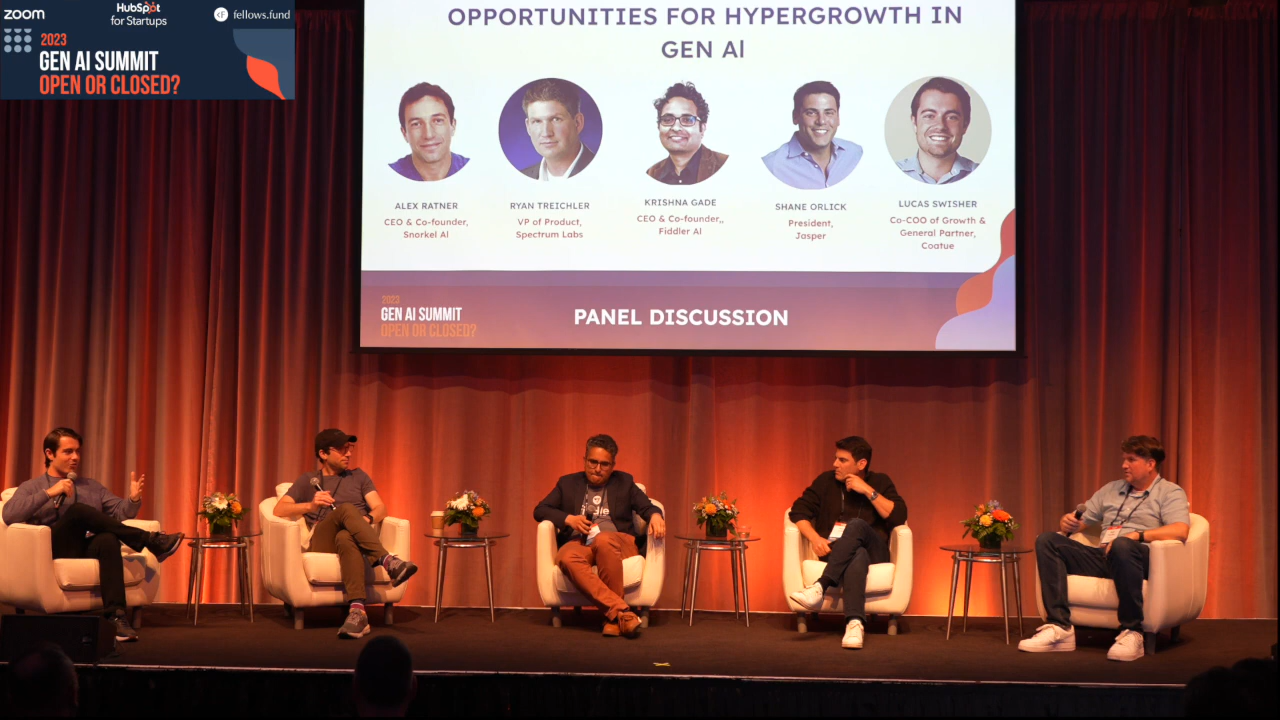 zoom
HubSpot
for Startups
fellows.fund
2023
GEN AI SUMMIT
OPEN OR CLOSED?
OPPORTUNITIES FOR HYPERGROWTH IN
GEN AI
ALEX RATNER
CEO & Co-founder,
Snorkel AI
RYAN TREICHLER
VP of Product,
Spectrum Labs
KRISHNA GADE
CEO & Co-founder,,
Fiddler AI
SHANE ORLICK
President,
Jasper
LUCAS SWISHER
Co-COO of Growth &
General Partner,
Coatue
2023
GEN AI SUMMIT
OPEN OR CLOSED?
PANEL DISCUSSION